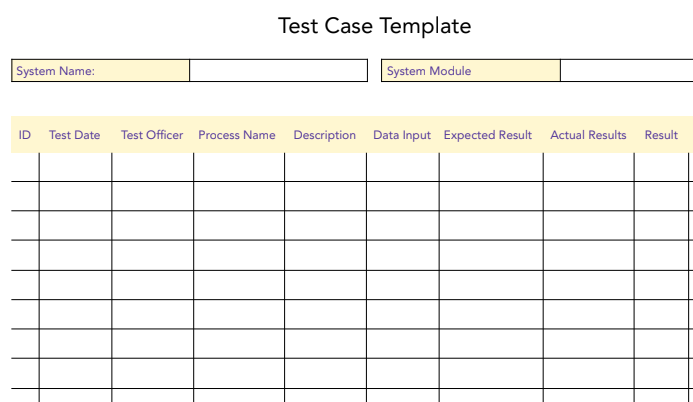 Test Case Template
System Name: System Module
ID Test Date Test Officer Process Name Description Data Input Expected Result Actual Results Result